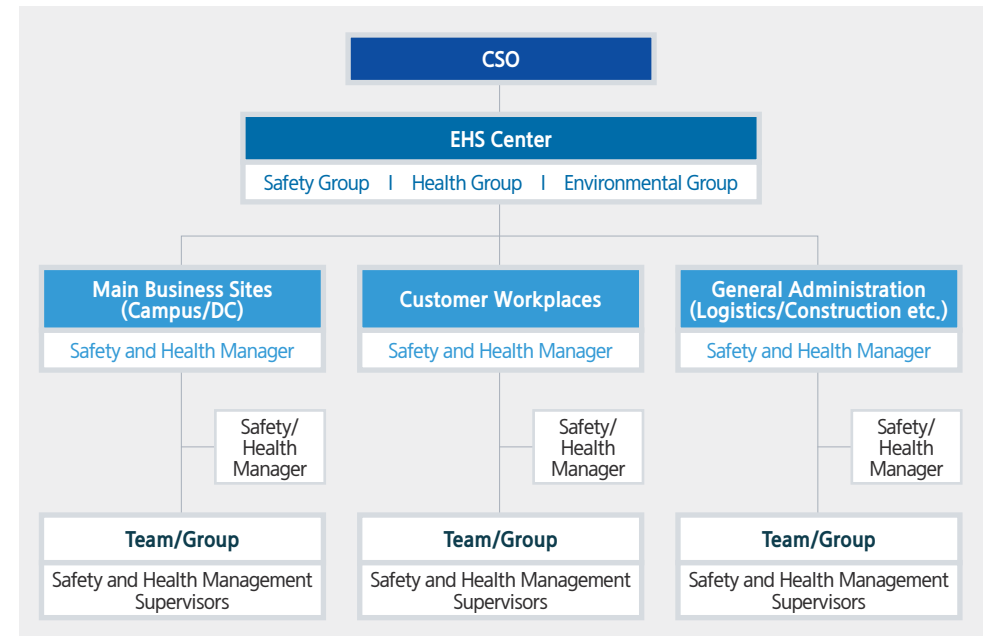 CSO
EHS Center
Safety Group I Health Group I Environmental Group
Main Business Sites
(Campus/DC)
Safety and Health Manager
Customer Workplaces
Safety and Health Manager
General Administration
(Logistics/Construction etc.)
Safety and Health Manager
Safety/
Health
Manager
Safety/
Health
Manager
Safety/
Health
Manager
Team/Group
Safety and Health Management
Supervisors
Team/Group
Safety and Health Management
Supervisors
Team/Group
Safety and Health Management
Supervisors